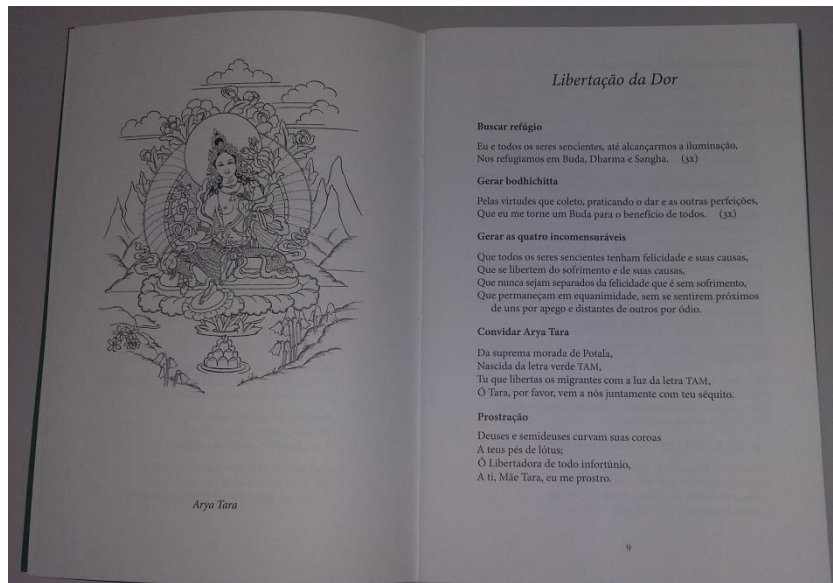 Arya Tara
Libertação da Dor
Buscar refúgio
Eu e todos os seres sencientes, até alcançarmos a iluminação,
Nos refugiamos em Buda, Dharma e Sangha. (3x)
Gerar bodhichitta
Pelas virtudes que coleto, praticando o dar e as outras perfeições,
Que eu me torne um Buda para o benefício de todos. (3x)
Gerar as quatro incomensuráveis
Que todos os seres sencientes tenham felicidade e suas causas,
Que se libertem do sofrimento e de suas causas,
Que nunca sejam separados da felicidade que é sem sofrimento,
Que permaneçam em equanimidade, sem se sentirem próximos
de uns por apego e distantes de outros por ódio.
Convidar Arya Tara
Da suprema morada de Potala,
Nascida da letra verde TAM,
Tu que libertas os migrantes com a luz da letra TAM,
Ó Tara, por favor, vem a nós juntamente com teu séquito.
Prostração
Deuses e semideuses curvam suas coroas
A teus pés de lótus;
Ó Libertadora de todo infortúnio,
A ti, Mãe Tara, eu me prostro.
9